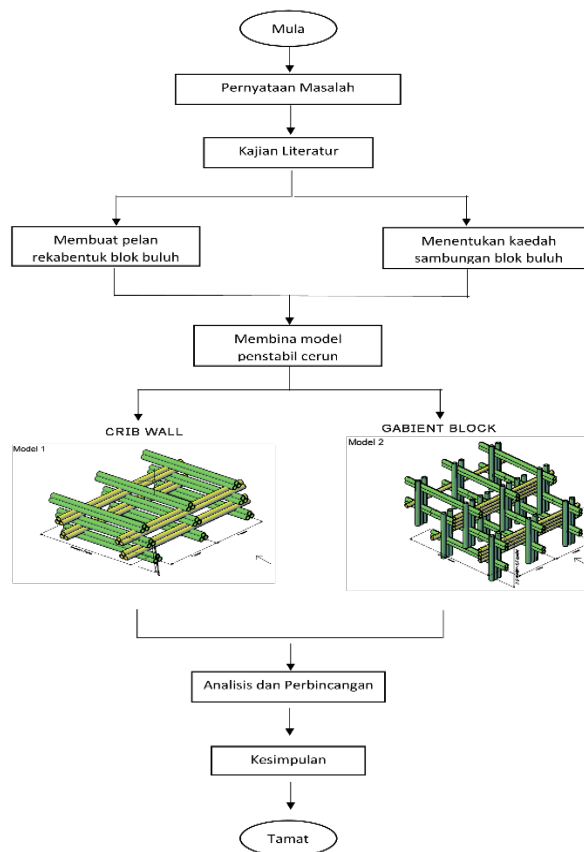 Mula
Pernyataan Masalah
Kajian Literatur
Membuat pelan
rekabentuk blok buluh
Menentukan kaedah
sambungan blok buluh
Membina model
penstabil cerun
CRIB WALL
Model 1
GABIENT BLOCK
Model 2
Analisis dan Perbincangan
Kesimpulan
Tamat